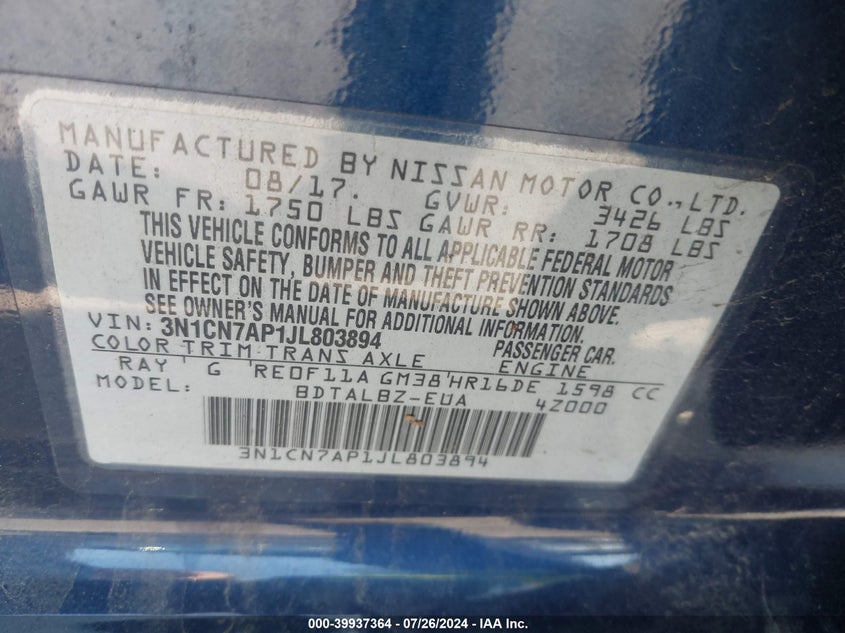 MANUFACTURED BY NISSAN MOTOR CO.,LTD.
DATE: 08/17. GVWR: 3426 LBS
GAWR FR: 1750 LBS GAWR RR: 1708 LBS
THIS VEHICLE CONFORMS TO ALL APPLICABLE FEDERAL MOTOR
VEHICLE SAFETY, BUMPER AND THEFT PREVENTION STANDARDS
IN EFFECT ON THE DATE OF MANUFACTURE SHOWN ABOVE.
SEE OWNER'S MANUAL FOR ADDITIONAL INFORMATION.
VIN: 3N1CN7AP1JL803894 PASSENGER CAR.
COLOR TRIM TRANS AXLE ENGINE
RAY G RE0F11A GM38 HR16DE 1598 CC
MODEL: BDTALBZ-EUA 4Z000
3N1CN7AP1JL803894
000-39937364 - 07/26/2024 - IAA Inc.